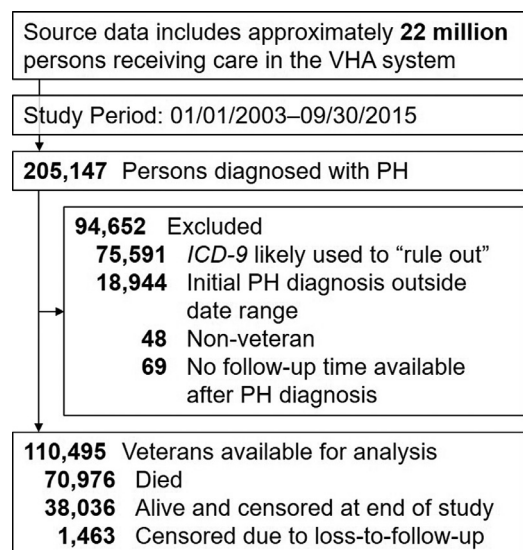 Source data includes approximately 22 million
persons receiving care in the VHA system
Study Period: 01/01/2003–09/30/2015
205,147 Persons diagnosed with PH
94,652 Excluded
75,591 ICD-9 likely used to “rule out”
18,944 Initial PH diagnosis outside
date range
48 Non-veteran
69 No follow-up time available
after PH diagnosis
110,495 Veterans available for analysis
70,976 Died
38,036 Alive and censored at end of study
1,463 Censored due to loss-to-follow-up